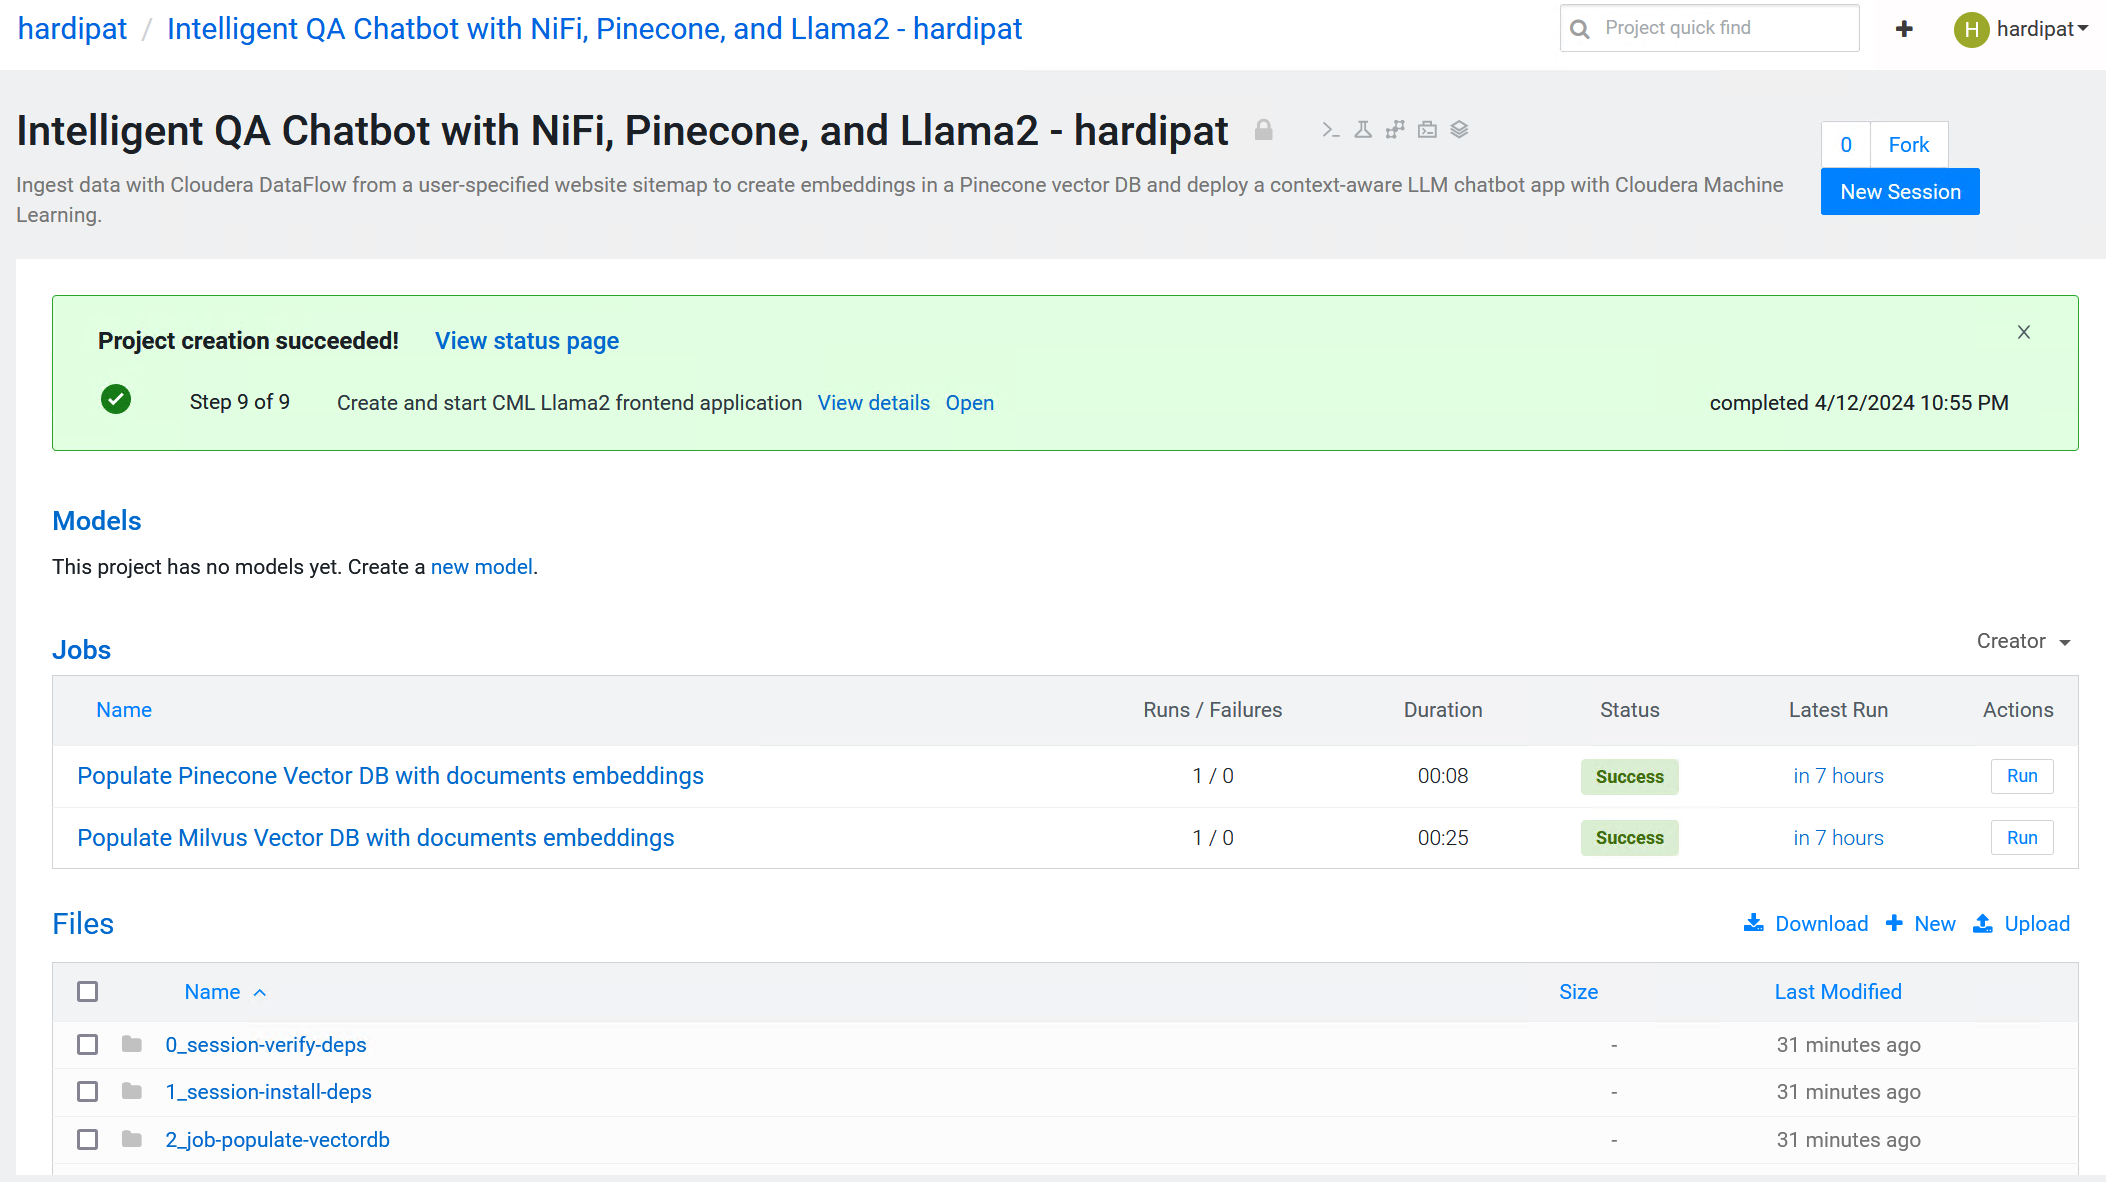 hardipat / Intelligent QA Chatbot with NiFi, Pinecone, and Llama2 - hardipat
Project quick find
H hardipat
Intelligent QA Chatbot with NiFi, Pinecone, and Llama2 - hardipat
0 Fork
Ingest data with Cloudera DataFlow from a user-specified website sitemap to create embeddings in a Pinecone vector DB and deploy a context-aware LLM chatbot app with Cloudera Machine
Learning.
New Session
Project creation succeeded! View status page
Step 9 of 9 Create and start CML Llama2 frontend application View details Open completed 4/12/2024 10:55 PM
Models
This project has no models yet. Create a new model.
Jobs
Creator
Name Runs / Failures Duration Status Latest Run Actions
Populate Pinecone Vector DB with documents embeddings 1 / 0 00:08 Success in 7 hours Run
Populate Milvus Vector DB with documents embeddings 1 / 0 00:25 Success in 7 hours Run
Files
Download New Upload
Name Size Last Modified
0_session-verify-deps - 31 minutes ago
1_session-install-deps - 31 minutes ago
2_job-populate-vectordb - 31 minutes ago